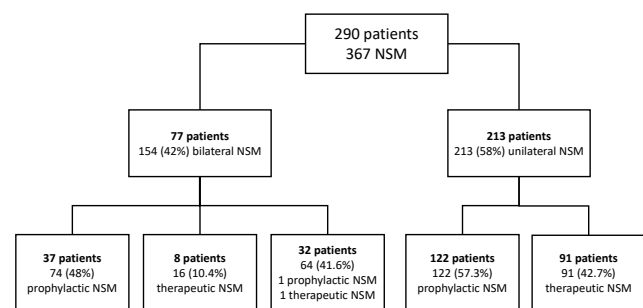 290 patients
367 NSM
77 patients
154 (42%) bilateral NSM
213 patients
213 (58%) unilateral NSM
37 patients
74 (48%)
prophylactic NSM
8 patients
16 (10.4%)
therapeutic NSM
32 patients
64 (41.6%)
1 prophylactic NSM
1 therapeutic NSM
122 patients
122 (57.3%)
prophylactic NSM
91 patients
91 (42.7%)
therapeutic NSM